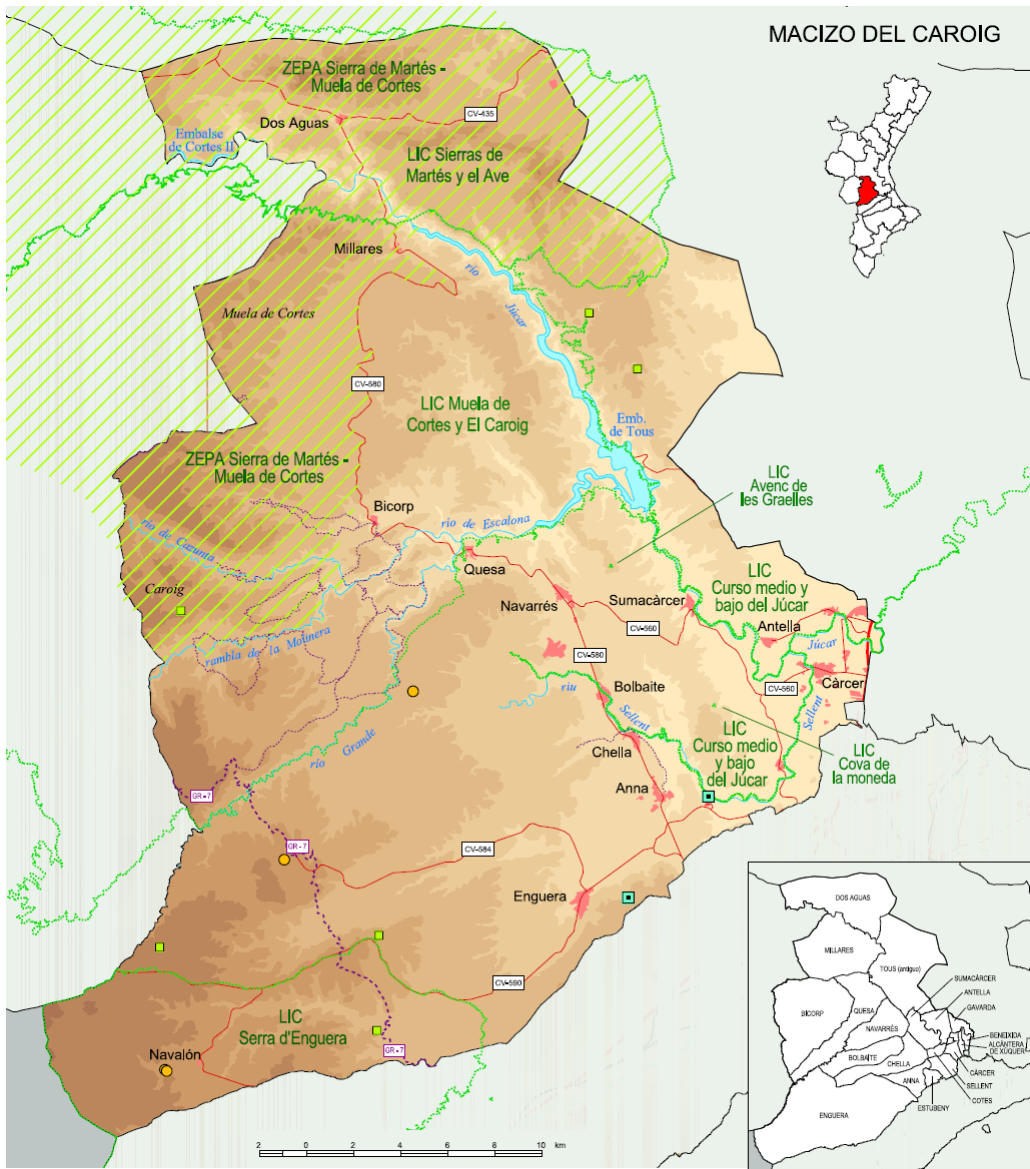 MACIZO DEL CAROIG
ZEPA Sierra de Martés -
Muela de Cortes
CV-435
Dos Aguas
Embalse
de Cortes II
LIC Sierras de
Martés y el Ave
Millares
río
Júcar
Muela de Cortes
CV-580
LIC Muela de
Cortes y El Caroig
Emb.
de Tous
ZEPA Sierra de Martés -
Muela de Cortes
LIC
Avenc de
les Graelles
Bicorp
río de Escalona
río de Cazunta
Quesa
LIC
Curso medio y
bajo del Júcar
Caroig
Navarrés
Sumacàrcer
CV-560
Antella
Júcar
rambla de la Molinera
CV-580
Càrcer
CV-560
Bolbaite
riu
Sellent
Sellent
LIC
Curso medio
y bajo
del Júcar
LIC
Cova de
la moneda
Chella
río Grande
Anna
GR-7
GR-7
CV-584
Enguera
CV-590
LIC
Serra d'Enguera
GR-7
Navalón
2 0 2 4 6 8 10 km
DOS AGUAS
MILLARES
TOUS (antiguo)
SUMACÀRCER
ANTELLA
GAVARDA
BICORP
QUESA
NAVARRÉS
BENEIXIDA
ALCÀNTERA
DE XÚQUER
BOLBAITE
CHELLA
CÀRCER
ANNA
SELLENT
COTES
ESTUBENY
ENGUERA